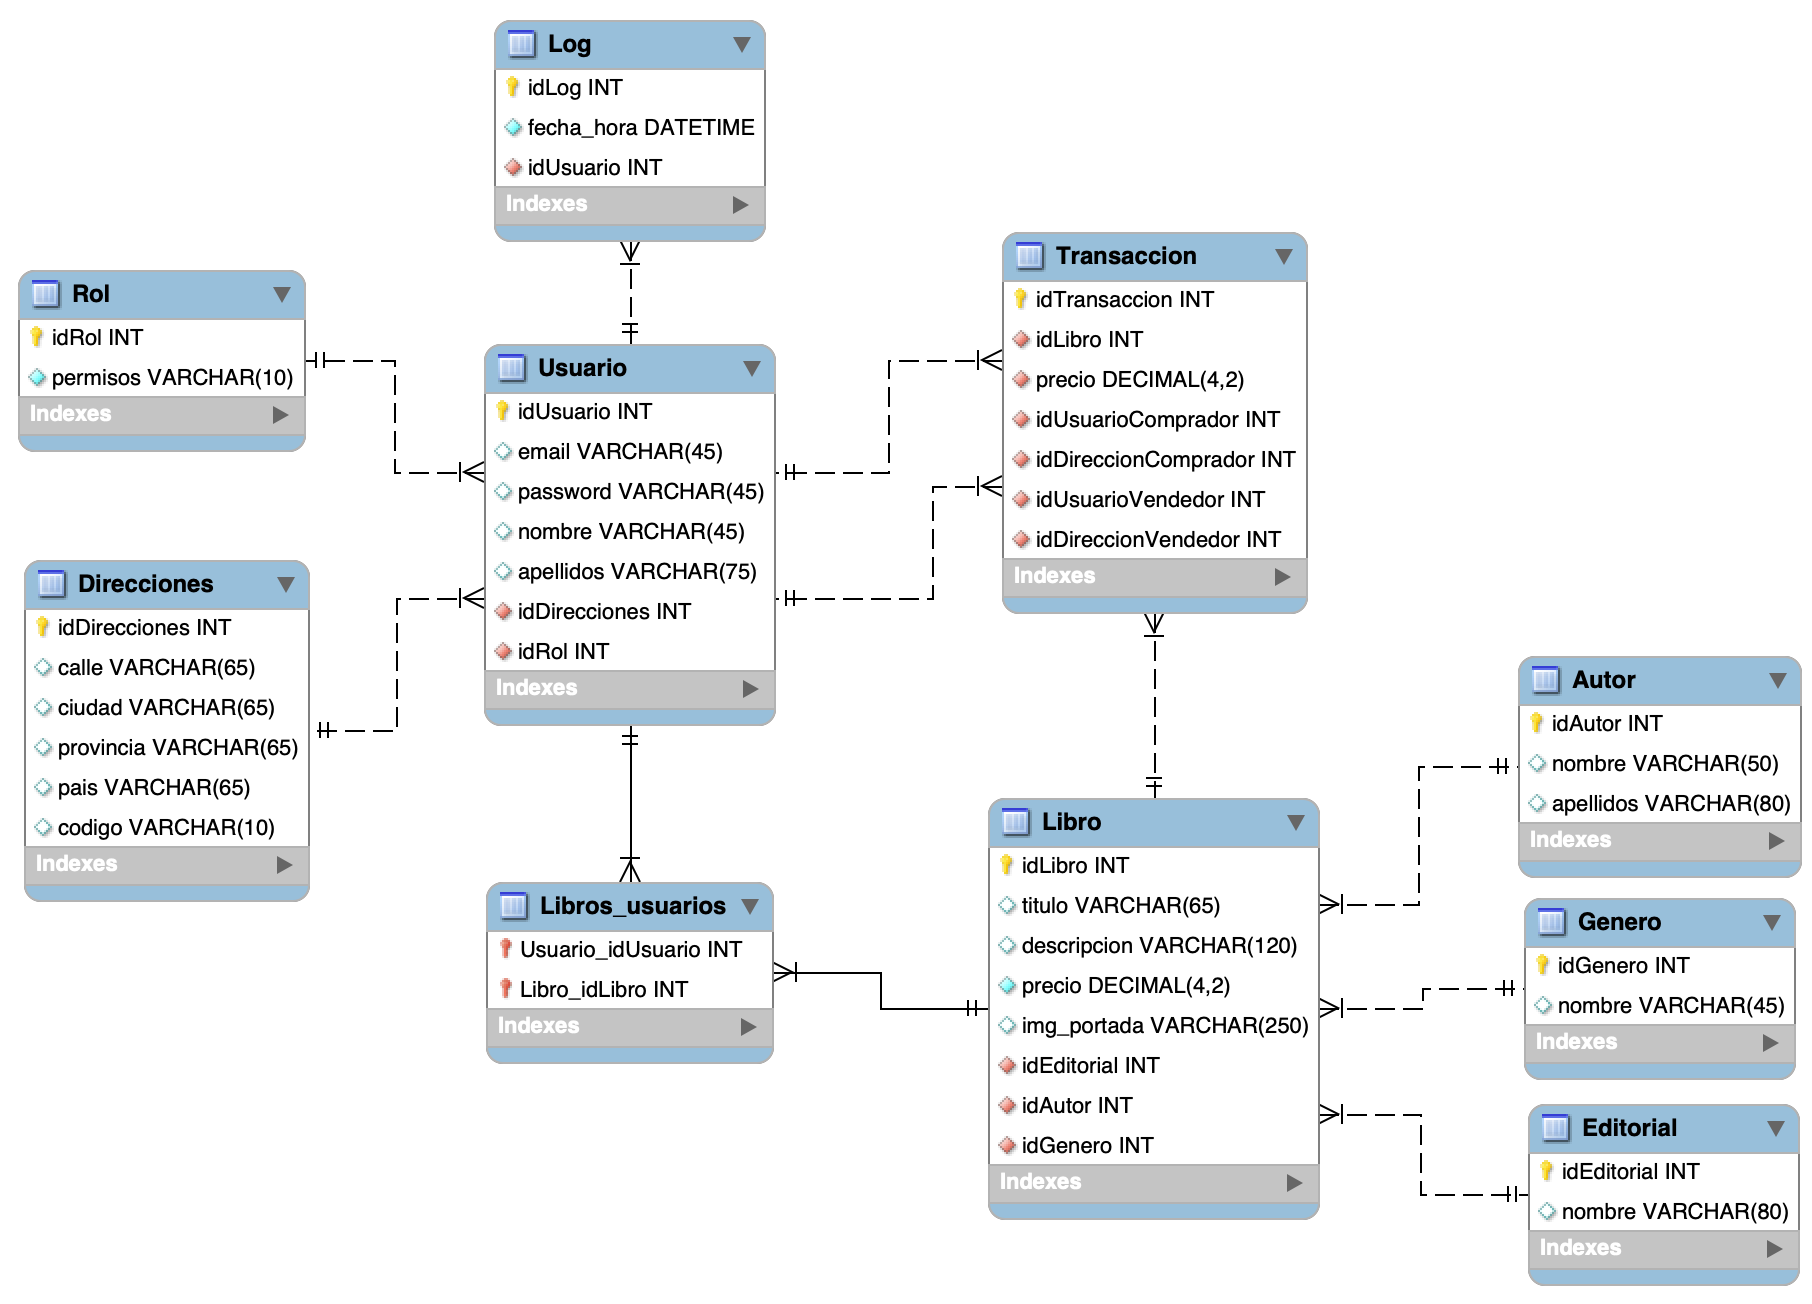 Log
idLog INT
fecha_hora DATETIME
idUsuario INT
Indexes
Rol
idRol INT
permisos VARCHAR(10)
Indexes
Usuario
idUsuario INT
email VARCHAR(45)
password VARCHAR(45)
nombre VARCHAR(45)
apellidos VARCHAR(75)
idDirecciones INT
idRol INT
Indexes
Transaccion
idTransaccion INT
idLibro INT
precio DECIMAL(4,2)
idUsuarioComprador INT
idDireccionComprador INT
idUsuarioVendedor INT
idDireccionVendedor INT
Indexes
Direcciones
idDirecciones INT
calle VARCHAR(65)
ciudad VARCHAR(65)
provincia VARCHAR(65)
pais VARCHAR(65)
codigo VARCHAR(10)
Indexes
Libros_usuarios
Usuario_idUsuario INT
Libro_idLibro INT
Indexes
Libro
idLibro INT
titulo VARCHAR(65)
descripcion VARCHAR(120)
precio DECIMAL(4,2)
img_portada VARCHAR(250)
idEditorial INT
idAutor INT
idGenero INT
Indexes
Autor
idAutor INT
nombre VARCHAR(50)
apellidos VARCHAR(80)
Indexes
Genero
idGenero INT
nombre VARCHAR(45)
Indexes
Editorial
idEditorial INT
nombre VARCHAR(80)
Indexes